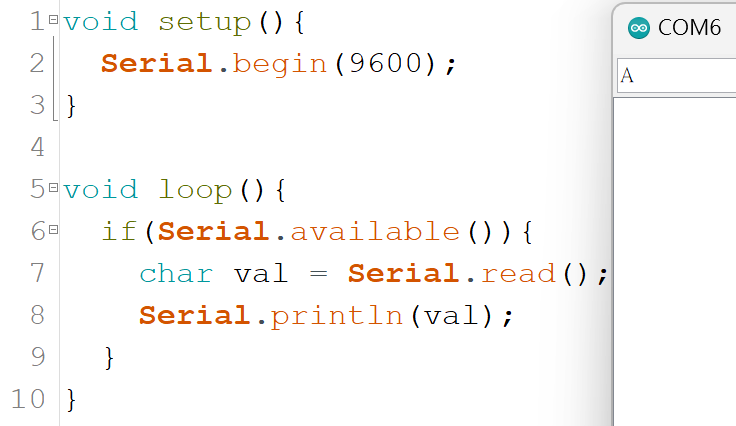 1 void setup(){
2   Serial.begin(9600);
3 }
4
5 void loop(){
6   if(Serial.available()){
7     char val = Serial.read();
8     Serial.println(val);
9   }
10 }
COM6
A